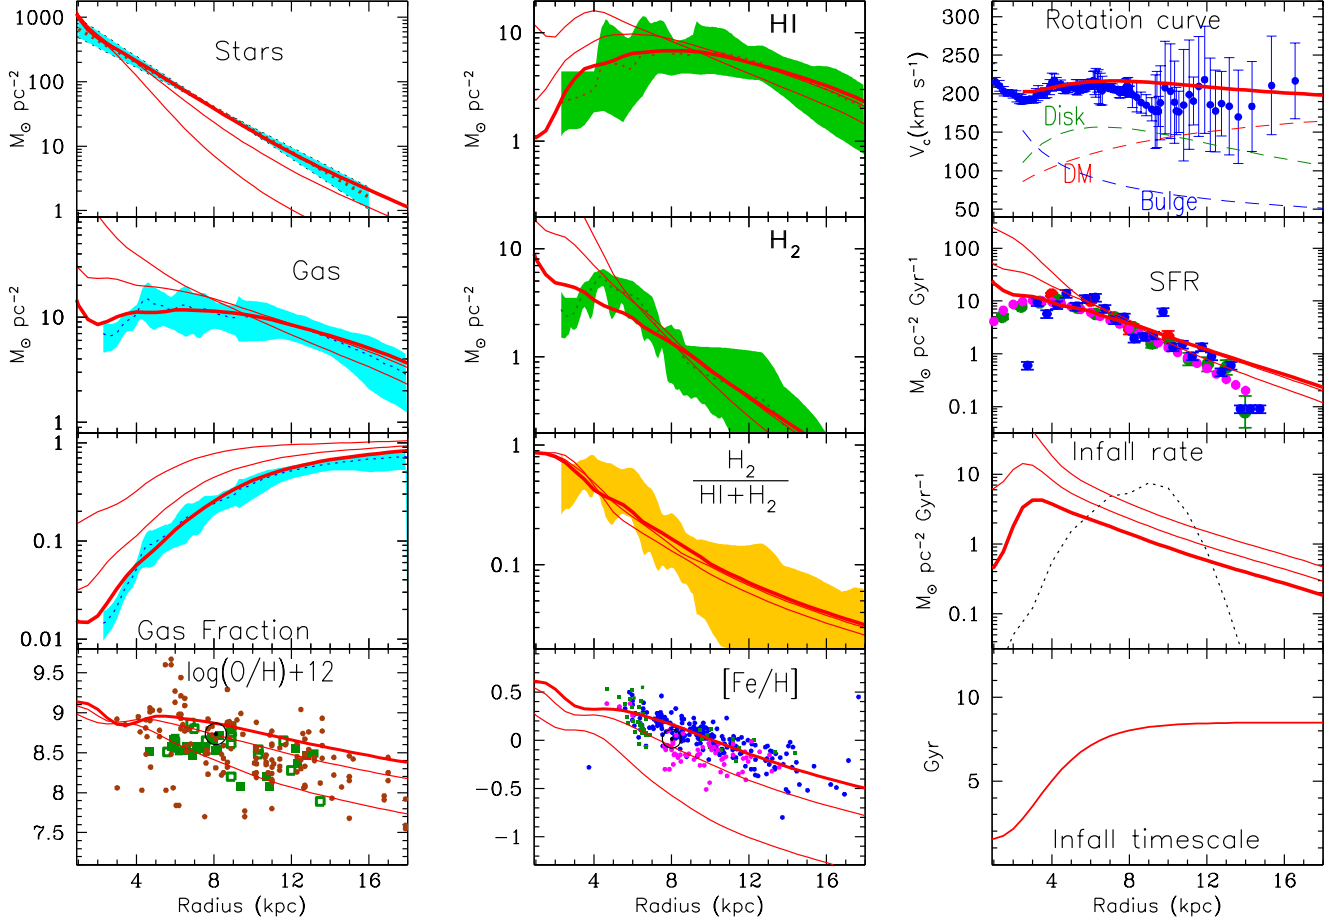 1000
100
10
1
M⊙ pc⁻²
Stars
10
1
M⊙ pc⁻²
HI
300
250
200
150
100
50
V_c(km s⁻¹)
Rotation curve
Disk
DM
Bulge
10
1
M⊙ pc⁻²
Gas
10
1
M⊙ pc⁻²
H₂
100
10
1
0.1
M⊙ pc⁻² Gyr⁻¹
SFR
1
0.1
0.01
Gas Fraction
1
0.1
H₂
HI+H₂
10
1
0.1
M⊙ pc⁻² Gyr⁻¹
Infall rate
9.5
9
8.5
8
7.5
log(O/H)+12
4 8 12 16
Radius (kpc)
0.5
0
−0.5
−1
[Fe/H]
4 8 12 16
Radius (kpc)
10
5
Gyr
Infall timescale
4 8 12 16
Radius (kpc)